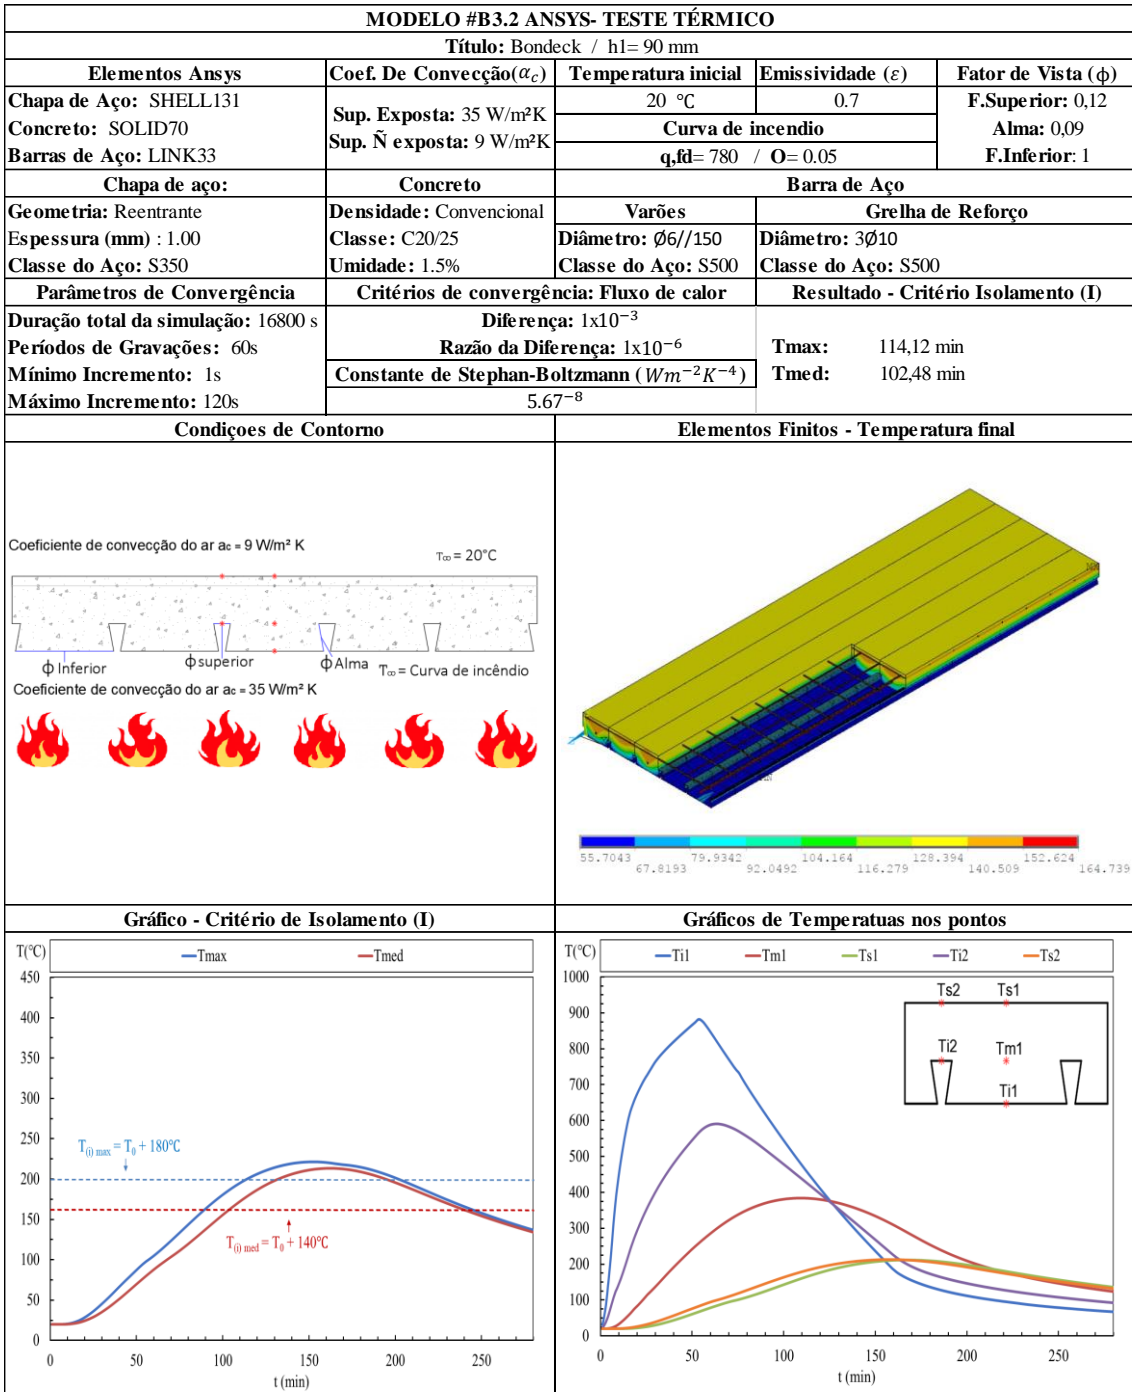 MODELO #B3.2 ANSYS- TESTE TÉRMICO
Título: Bondeck / h1= 90 mm
Elementos Ansys
Coef. De Convecção(αc)
Temperatura inicial
Emissividade (ε)
Fator de Vista (ϕ)
Chapa de Aço: SHELL131
Concreto: SOLID70
Barras de Aço: LINK33
Sup. Exposta: 35 W/m²K
Sup. Ñ exposta: 9 W/m²K
20 °C
0.7
Curva de incendio
q,fd= 780 / O= 0.05
F.Superior: 0,12
Alma: 0,09
F.Inferior: 1
Chapa de aço:
Concreto
Barra de Aço
Geometria: Reentrante
Espessura (mm) : 1.00
Classe do Aço: S350
Densidade: Convencional
Classe: C20/25
Umidade: 1.5%
Varões
Diâmetro: Ø6//150
Classe do Aço: S500
Grelha de Reforço
Diâmetro: 3Ø10
Classe do Aço: S500
Parâmetros de Convergência
Critérios de convergência: Fluxo de calor
Resultado - Critério Isolamento (I)
Duração total da simulação: 16800 s
Períodos de Gravações: 60s
Mínimo Incremento: 1s
Máximo Incremento: 120s
Diferença: 1x10⁻³
Razão da Diferença: 1x10⁻⁶
Constante de Stephan-Boltzmann (Wm⁻²K⁻⁴)
5.67⁻⁸
Tmax: 114,12 min
Tmed: 102,48 min
Condiçoes de Contorno
Elementos Finitos - Temperatura final
Coeficiente de convecção do ar ac = 9 W/m² K
T∞ = 20°C
ϕ Inferior
ϕ superior
ϕ Alma
T∞ = Curva de incêndio
Coeficiente de convecção do ar ac = 35 W/m² K
55.7043
67.8193
79.9342
92.0492
104.164
116.279
128.394
140.509
152.624
164.739
Gráfico - Critério de Isolamento (I)
Gráficos de Temperatuas nos pontos
T(°C)
Tmax
Tmed
450
400
350
300
250
200
150
100
50
0
T(i) max = T0 + 180°C
T(i) med = T0 + 140°C
0 50 100 150 200 250
t (min)
T(°C)
Ti1
Tm1
Ts1
Ti2
Ts2
1000
900
800
700
600
500
400
300
200
100
0
Ts2 Ts1
Ti2 Tm1
Ti1
0 50 100 150 200 250
t (min)